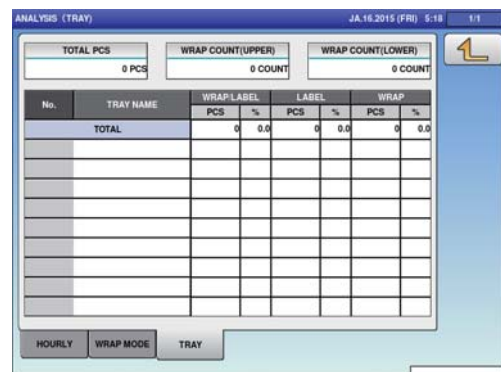 ANALYSIS (TRAY) JA.16.2015 (FRI) 5:18 1/1
TOTAL PCS WRAP COUNT(UPPER) WRAP COUNT(LOWER)
0 PCS 0 COUNT 0 COUNT
No. TRAY NAME WRAP/LABEL LABEL WRAP
PCS % PCS % PCS %
TOTAL 0 0.0 0 0.0 0 0.0
HOURLY WRAP MODE TRAY